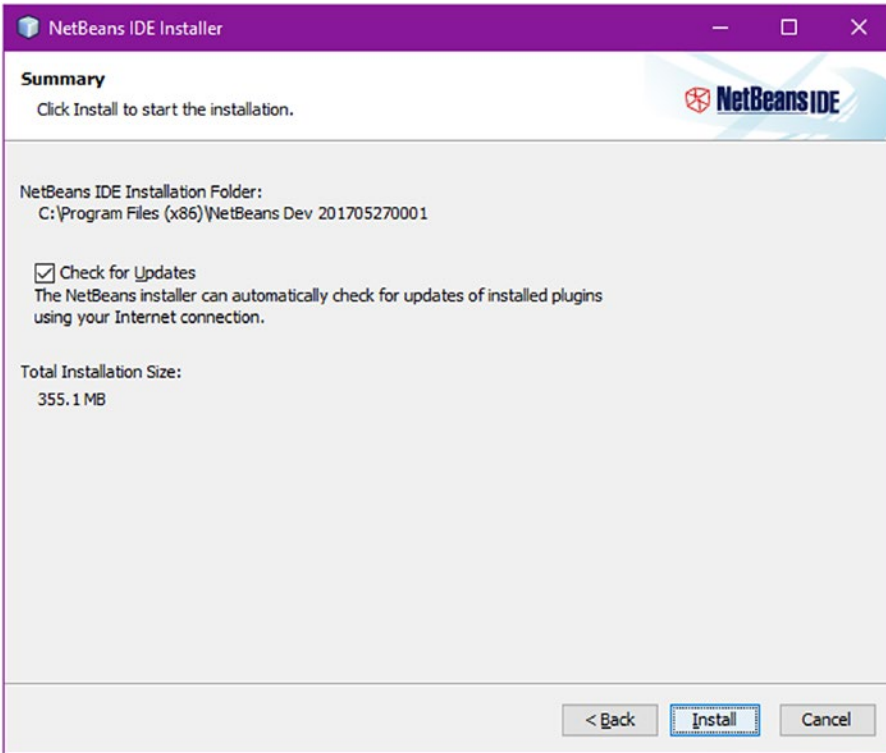 NetBeans IDE Installer
Summary
Click Install to start the installation.
NetBeans IDE
NetBeans IDE Installation Folder:
C:\Program Files (x86)\NetBeans Dev 201705270001
Check for Updates
The NetBeans installer can automatically check for updates of installed plugins
using your Internet connection.
Total Installation Size:
355.1 MB
< Back Install Cancel